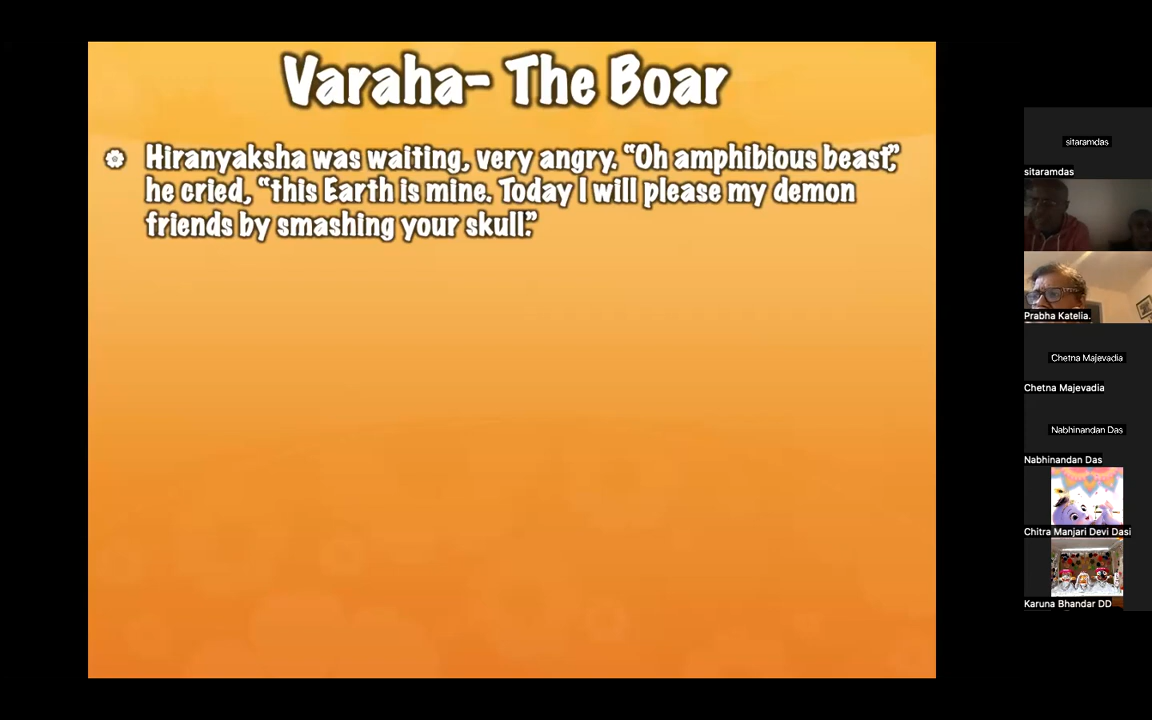 Varaha- The Boar
Hiranyaksha was waiting, very angry. “Oh amphibious beast,”
he cried, “this Earth is mine. Today I will please my demon
friends by smashing your skull.”
sitaramdas
sitaramdas
Prabha Katelia.
Chetna Majevadia
Chetna Majevadia
Nabhinandan Das
Nabhinandan Das
Chitra Manjari Devi Dasi
Karuna Bhandar DD